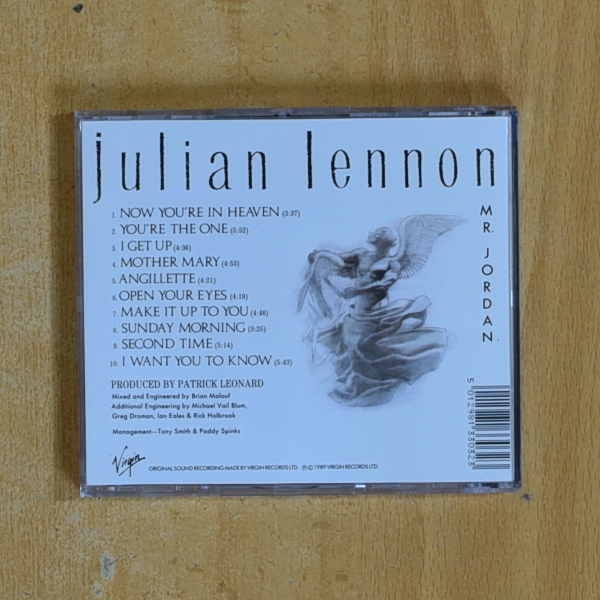 julian lennon
MR. JORDAN
1. NOW YOU'RE IN HEAVEN (3:37)
2. YOU'RE THE ONE (5:52)
3. I GET UP (4:36)
4. MOTHER MARY (4:53)
5. ANGILLETTE (4:21)
6. OPEN YOUR EYES (4:19)
7. MAKE IT UP TO YOU (4:46)
8. SUNDAY MORNING (3:25)
9. SECOND TIME (5:14)
10. I WANT YOU TO KNOW (5:43)
PRODUCED BY PATRICK LEONARD
Mixed and Engineered by Brian Malouf
Additional Engineering by Michael Vail Blum,
Greg Droman, Ian Eales & Rick Holbrook
Management—Tony Smith & Paddy Spinks
Virgin
ORIGINAL SOUND RECORDING MADE BY VIRGIN RECORDS LTD. ℗ © 1989 VIRGIN RECORDS LTD.
5 012981 330323